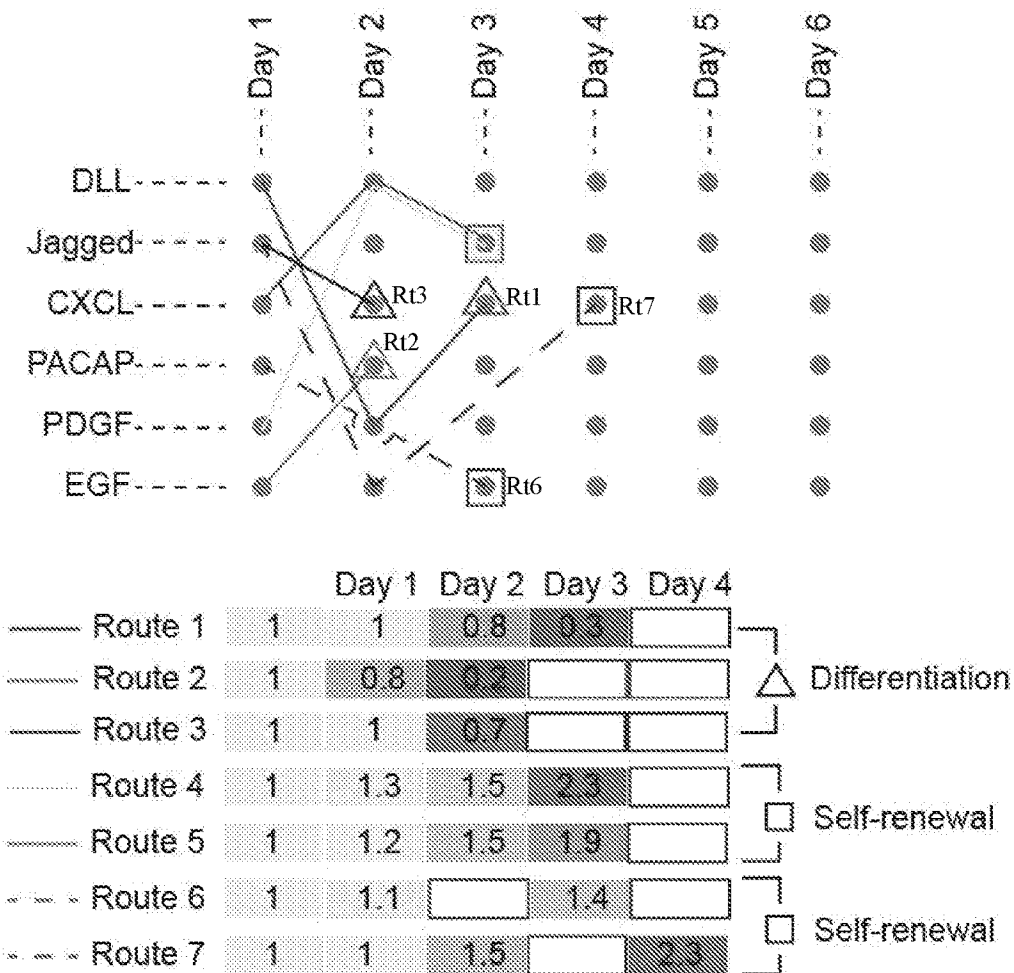 Day 1 Day 2 Day 3 Day 4 Day 5 Day 6
DLL
Jagged
CXCL Rt3 Rt1 Rt7
Rt2
PACAP
PDGF
EGF Rt6
Day 1 Day 2 Day 3 Day 4
Route 1 1 1 0.8 0.3
Route 2 1 0.8 0.2 Differentiation
Route 3 1 1 0.7
Route 4 1 1.3 1.5 2.3
Self-renewal
Route 5 1 1.2 1.5 1.9
Route 6 1 1.1 1.4
Self-renewal
Route 7 1 1 1.5 2.3